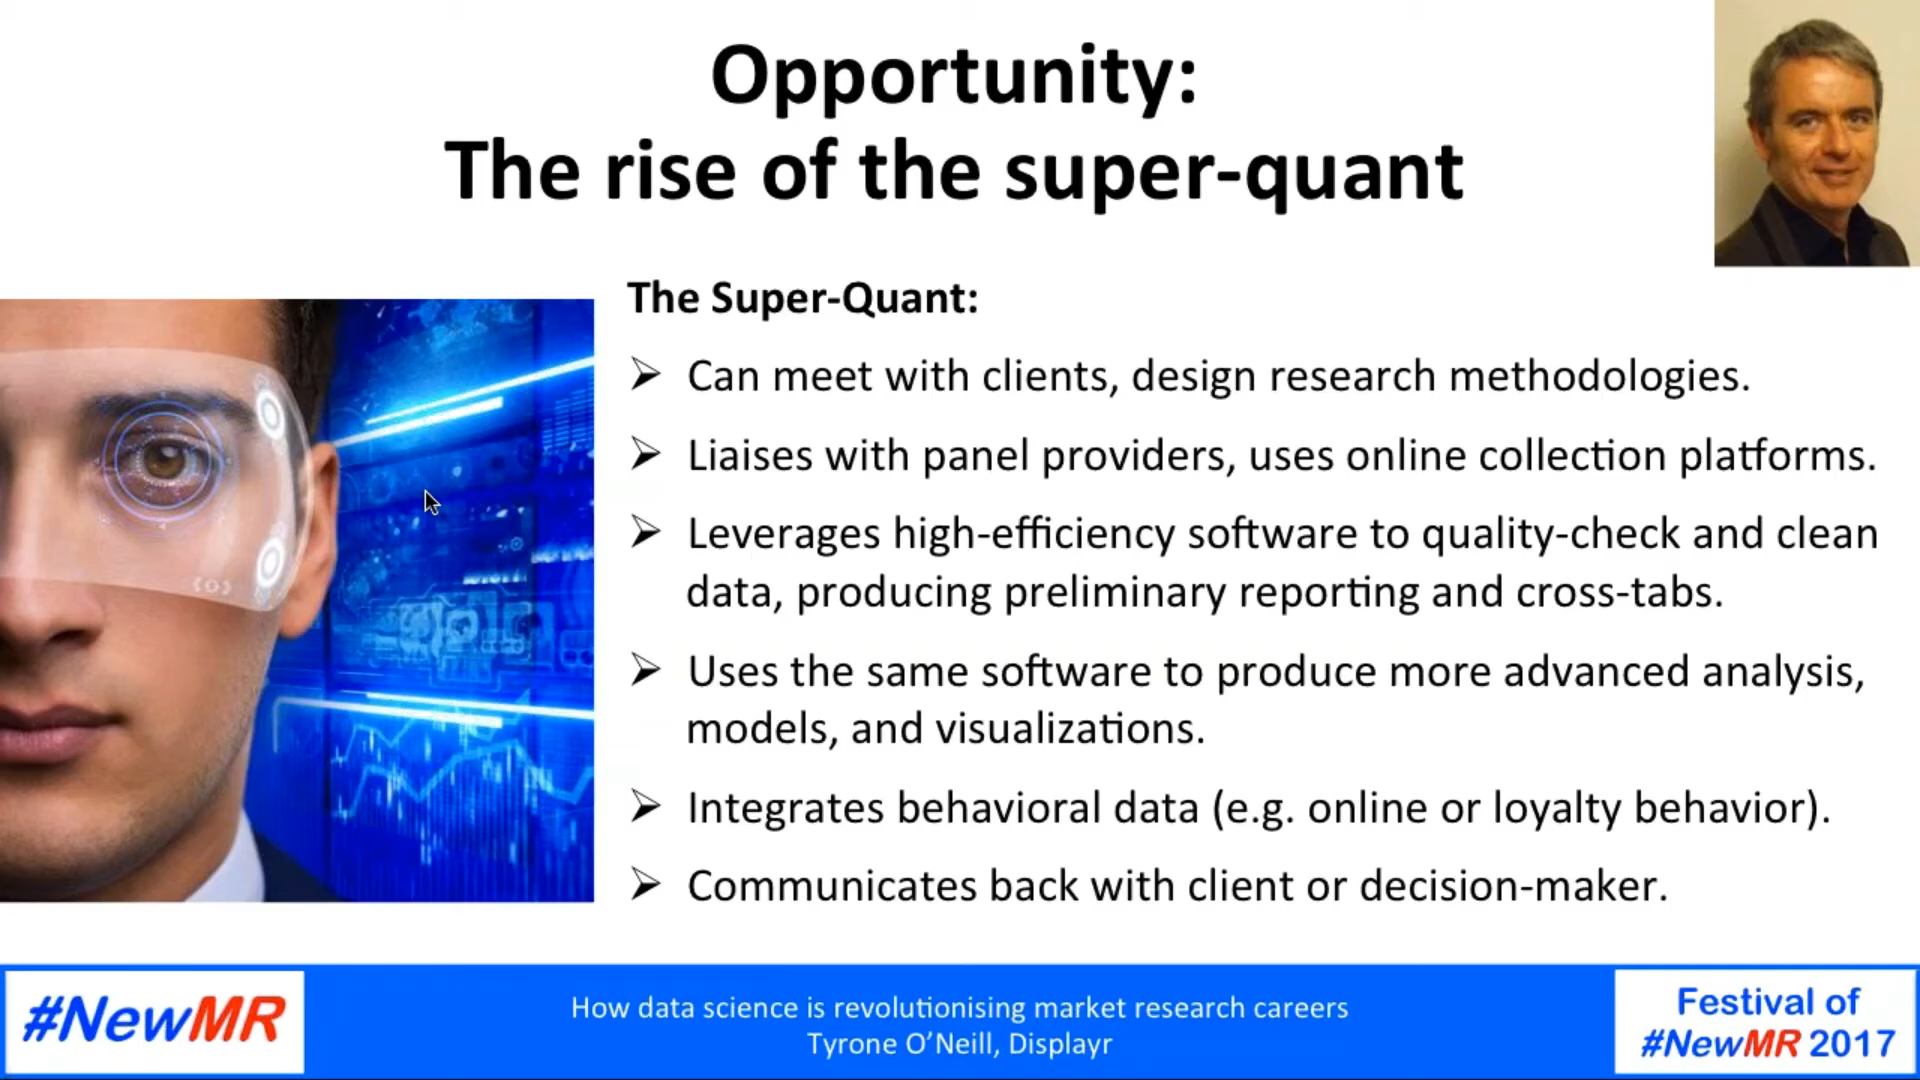 Opportunity:
The rise of the super-quant
The Super-Quant:
➢ Can meet with clients, design research methodologies.
➢ Liaises with panel providers, uses online collection platforms.
➢ Leverages high-efficiency software to quality-check and clean
data, producing preliminary reporting and cross-tabs.
➢ Uses the same software to produce more advanced analysis,
models, and visualizations.
➢ Integrates behavioral data (e.g. online or loyalty behavior).
➢ Communicates back with client or decision-maker.
#NewMR
How data science is revolutionising market research careers
Tyrone O’Neill, Displayr
Festival of
#NewMR 2017